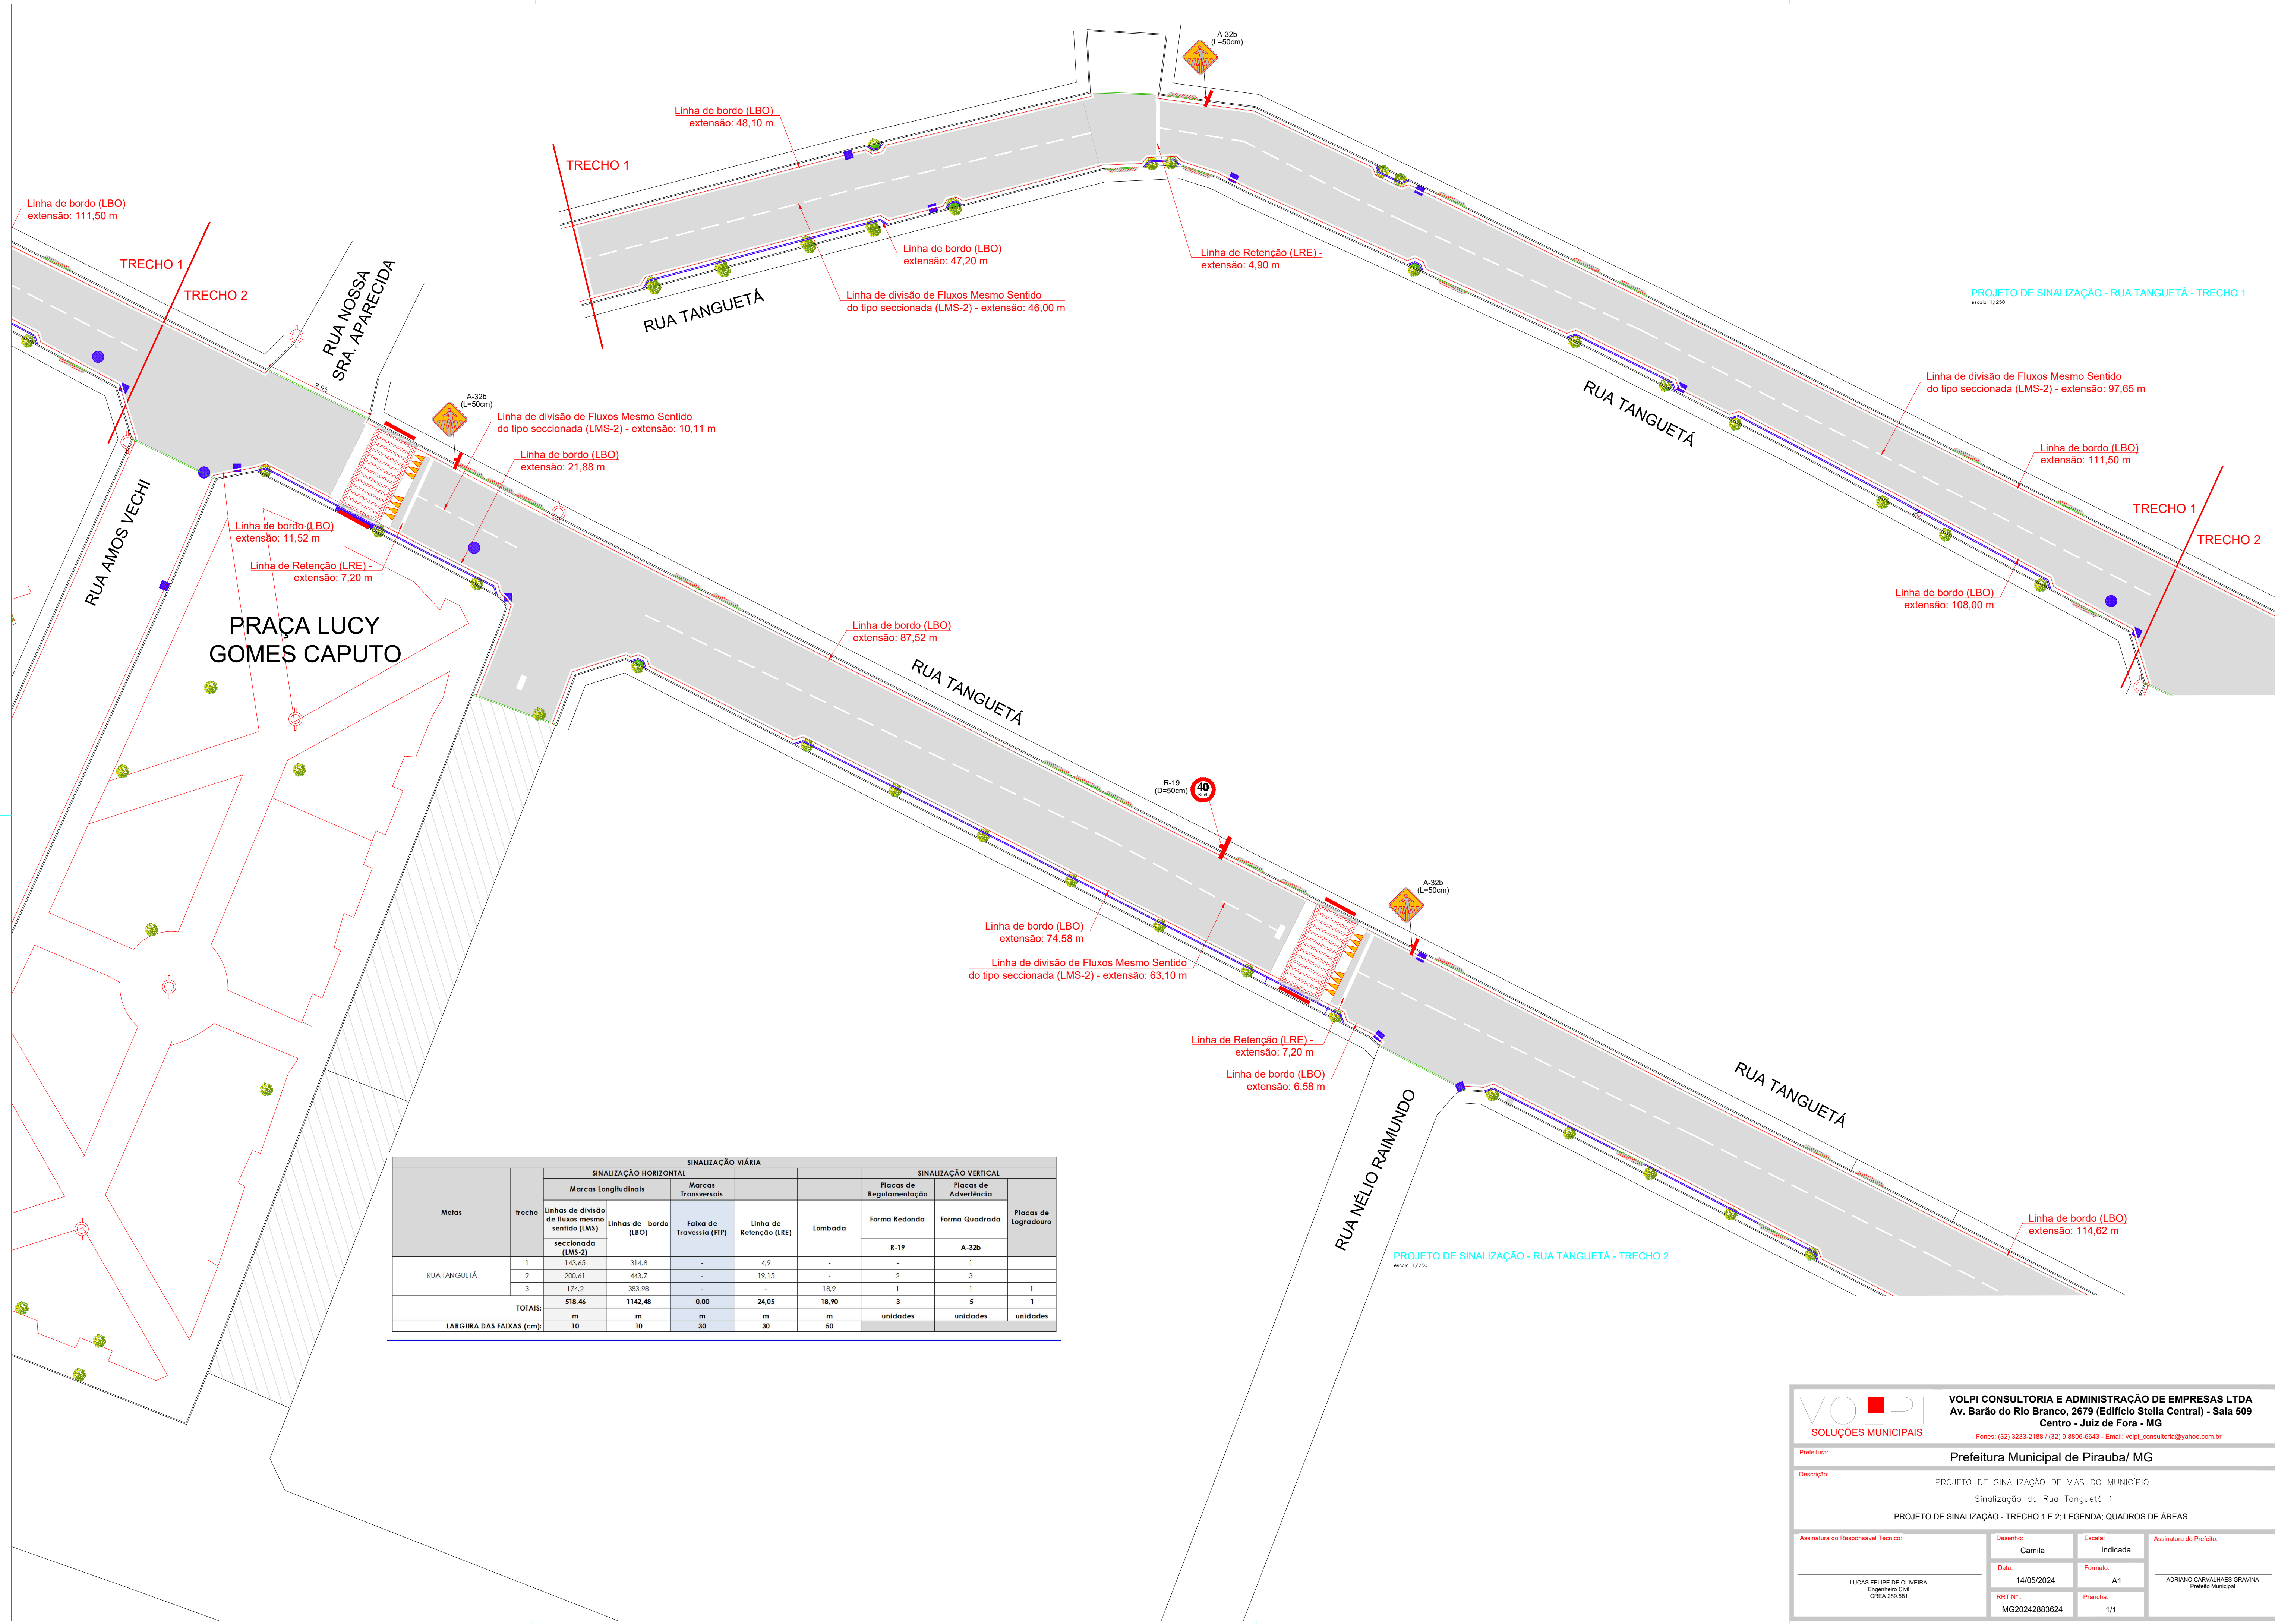 A-32b
(L=50cm)
Linha de bordo (LBO)
extensão: 48,10 m
TRECHO 1
Linha de bordo (LBO)
extensão: 111,50 m
TRECHO 1
TRECHO 2
RUA NOSSA
SRA. APARECIDA
Linha de bordo (LBO)
extensão: 47,20 m
Linha de Retenção (LRE) -
extensão: 4,90 m
Linha de divisão de Fluxos Mesmo Sentido
do tipo seccionada (LMS-2) - extensão: 46,00 m
RUA TANGUETÁ
PROJETO DE SINALIZAÇÃO - RUA TANGUETÁ - TRECHO 1
escala 1/250
9.95
A-32b
(L=50cm)
Linha de divisão de Fluxos Mesmo Sentido
do tipo seccionada (LMS-2) - extensão: 10,11 m
Linha de bordo (LBO)
extensão: 21,88 m
RUA TANGUETÁ
Linha de divisão de Fluxos Mesmo Sentido
do tipo seccionada (LMS-2) - extensão: 97,65 m
Linha de bordo (LBO)
extensão: 111,50 m
TRECHO 1
TRECHO 2
RUA AMOS VECHI
Linha de bordo (LBO)
extensão: 11,52 m
Linha de Retenção (LRE) -
extensão: 7,20 m
Linha de bordo (LBO)
extensão: 108,00 m
PRAÇA LUCY
GOMES CAPUTO
Linha de bordo (LBO)
extensão: 87,52 m
RUA TANGUETÁ
R-19
(D=50cm)
40
Km/h
A-32b
(L=50cm)
Linha de bordo (LBO)
extensão: 74,58 m
Linha de divisão de Fluxos Mesmo Sentido
do tipo seccionada (LMS-2) - extensão: 63,10 m
Linha de Retenção (LRE) -
extensão: 7,20 m
Linha de bordo (LBO)
extensão: 6,58 m
RUA NÉLIO RAIMUNDO
RUA TANGUETÁ
Linha de bordo (LBO)
extensão: 114,62 m
PROJETO DE SINALIZAÇÃO - RUA TANGUETÁ - TRECHO 2
escala 1/250
SINALIZAÇÃO VIÁRIA
SINALIZAÇÃO HORIZONTAL SINALIZAÇÃO VERTICAL
Metas trecho Marcas Longitudinais Marcas Transversais Placas de Regulamentação Placas de Advertência Placas de Logradouro
Linhas de divisão de fluxos mesmo sentido (LMS) Linhas de bordo (LBO) Faixa de Travessia (FTP) Linha de Retenção (LRE) Lombada Forma Redonda Forma Quadrada
seccionada (LMS-2) R-19 A-32b
RUA TANGUETÁ
1 143,65 314,8 - 4,9 - - 1
2 200,61 443,7 - 19,15 - 2 3
3 174,2 383,98 - - 18,9 1 1 1
TOTAIS: 518,46 1142,48 0,00 24,05 18,90 3 5 1
m m m m m unidades unidades unidades
LARGURA DAS FAIXAS (cm): 10 10 30 30 50
VOLPI
SOLUÇÕES MUNICIPAIS
VOLPI CONSULTORIA E ADMINISTRAÇÃO DE EMPRESAS LTDA
Av. Barão do Rio Branco, 2679 (Edifício Stella Central) - Sala 509
Centro - Juiz de Fora - MG
Fones: (32) 3233-2188 / (32) 9 8806-6643 - Email: volpi_consultoria@yahoo.com.br
Prefeitura:
Prefeitura Municipal de Pirauba/ MG
Descrição:
PROJETO DE SINALIZAÇÃO DE VIAS DO MUNICÍPIO
Sinalização da Rua Tanguetá 1
PROJETO DE SINALIZAÇÃO - TRECHO 1 E 2; LEGENDA; QUADROS DE ÁREAS
Assinatura do Responsável Técnico:
LUCAS FELIPE DE OLIVEIRA
Engenheiro Civil
CREA 289.581
Desenho:
Camila
Escala:
Indicada
Data:
14/05/2024
Formato:
A1
RRT N°.:
MG20242883624
Prancha:
1/1
Assinatura do Prefeito:
ADRIANO CARVALHAES GRAVINA
Prefeito Municipal